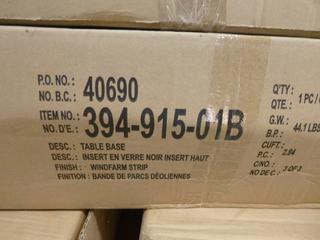 P.O. NO.:
NO. B.C.: 40690
ITEM NO.:
NO. D'E.: 394-915-01B
DESC.: TABLE BASE
DESC.: INSERT EN VERRE NOIR INSERT HAUT
FINISH: WINDFARM STRIP
FINITION: BANDE DE PARCS DÉOLIENNES
Q'TY:
QTE.: 1 PC /
G.W.:
B.P.: 44.1 LBS
CUFT.:
P.C.: 2.84
C/NO.:
NO DE C.: 3 OF 3